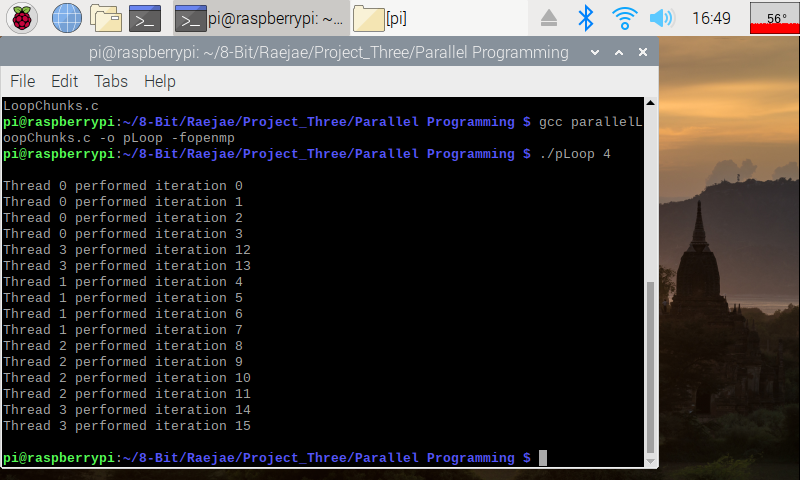 pi@raspberrypi: ~... [pi] 16:49 56°
pi@raspberrypi: ~/8-Bit/Raejae/Project_Three/Parallel Programming
File Edit Tabs Help
LoopChunks.c
pi@raspberrypi:~/8-Bit/Raejae/Project_Three/Parallel Programming $ gcc parallelL
oopChunks.c -o pLoop -fopenmp
pi@raspberrypi:~/8-Bit/Raejae/Project_Three/Parallel Programming $ ./pLoop 4
Thread 0 performed iteration 0
Thread 0 performed iteration 1
Thread 0 performed iteration 2
Thread 0 performed iteration 3
Thread 3 performed iteration 12
Thread 3 performed iteration 13
Thread 1 performed iteration 4
Thread 1 performed iteration 5
Thread 1 performed iteration 6
Thread 1 performed iteration 7
Thread 2 performed iteration 8
Thread 2 performed iteration 9
Thread 2 performed iteration 10
Thread 2 performed iteration 11
Thread 3 performed iteration 14
Thread 3 performed iteration 15
pi@raspberrypi:~/8-Bit/Raejae/Project_Three/Parallel Programming $